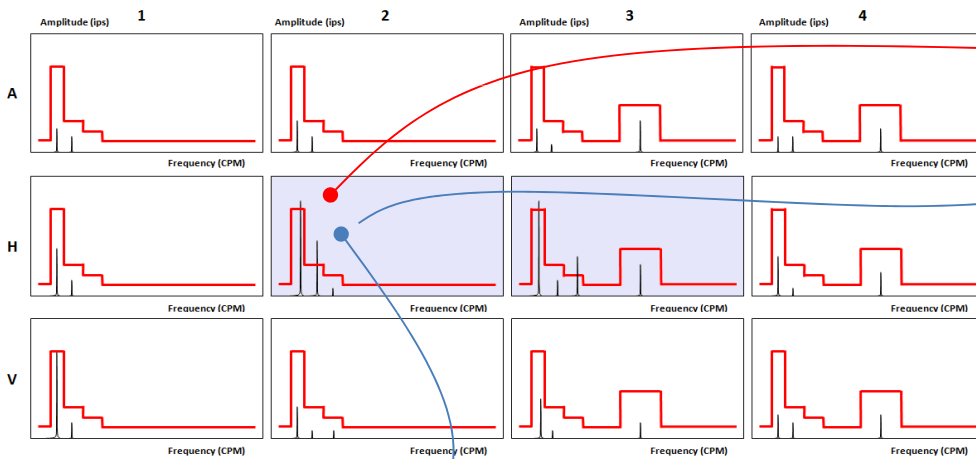 1 2 3 4
Amplitude (ips) Amplitude (ips) Amplitude (ips) Amplitude (ips)
A
Frequency (CPM) Frequency (CPM) Frequency (CPM) Frequency (CPM)
H
Frequency (CPM) Frequency (CPM) Frequency (CPM) Frequency (CPM)
V
Frequency (CPM) Frequency (CPM) Frequency (CPM) Frequency (CPM)